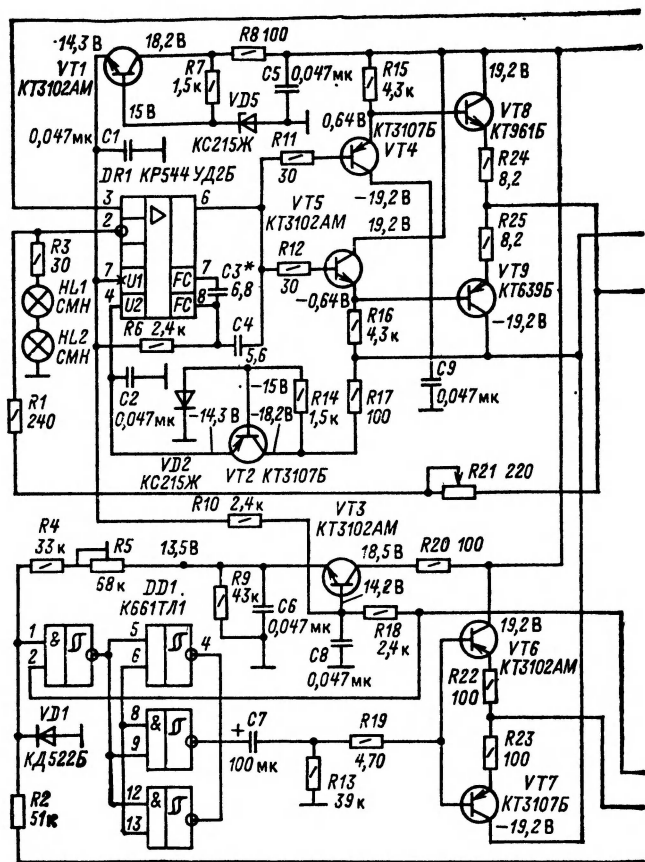 14,3 В
18,2 В
R8 100
VT1
КТ3102АМ
R7
1,5 к
C5
0,047 мк
R15
4,3 к
19,2 В
VT8
КТ961Б
15 В
VD5
КС215Ж
0,64 В
КТ3107Б
VT4
0,047 мк
C1
R11
30
R24
8,2
DR1 КР544 УД2Б
-19,2 В
19,2 В
3
6
VT5
КТ3102АМ
2
R25
8,2
R3
30
R12
30
VT9
КТ639Б
HL1
СМН
7
U1
FC
7
C3*
6,8
-0,64 В
4
U2
FC
8
-19,2 В
HL2
СМН
R6
2,4 к
C4
5,6
R16
4,3 к
C9
0,047 мк
R1
240
C2
0,047 мк
-15 В
R14
1,5 к
R17
100
-14,3 В
-18,2 В
VD2
КС215Ж
VT2 КТ3107Б
R21 220
R10
2,4 к
VT3
КТ3102АМ
R4
33 к
R5
68 к
13,5 В
18,5 В
R20 100
DD1
К661ТЛ1
R9
43 к
C6
0,047 мк
14,2 В
R18
2,4 к
19,2 В
VT6
КТ3102АМ
1
&
5
&
4
2
6
C8
0,047 мк
R22
100
VD1
КД522Б
8
&
9
+
C7
100 мк
R19
4,70
R13
39 к
R23
100
R2
51 к
12
&
13
VT7
КТ3107Б
-19,2 В